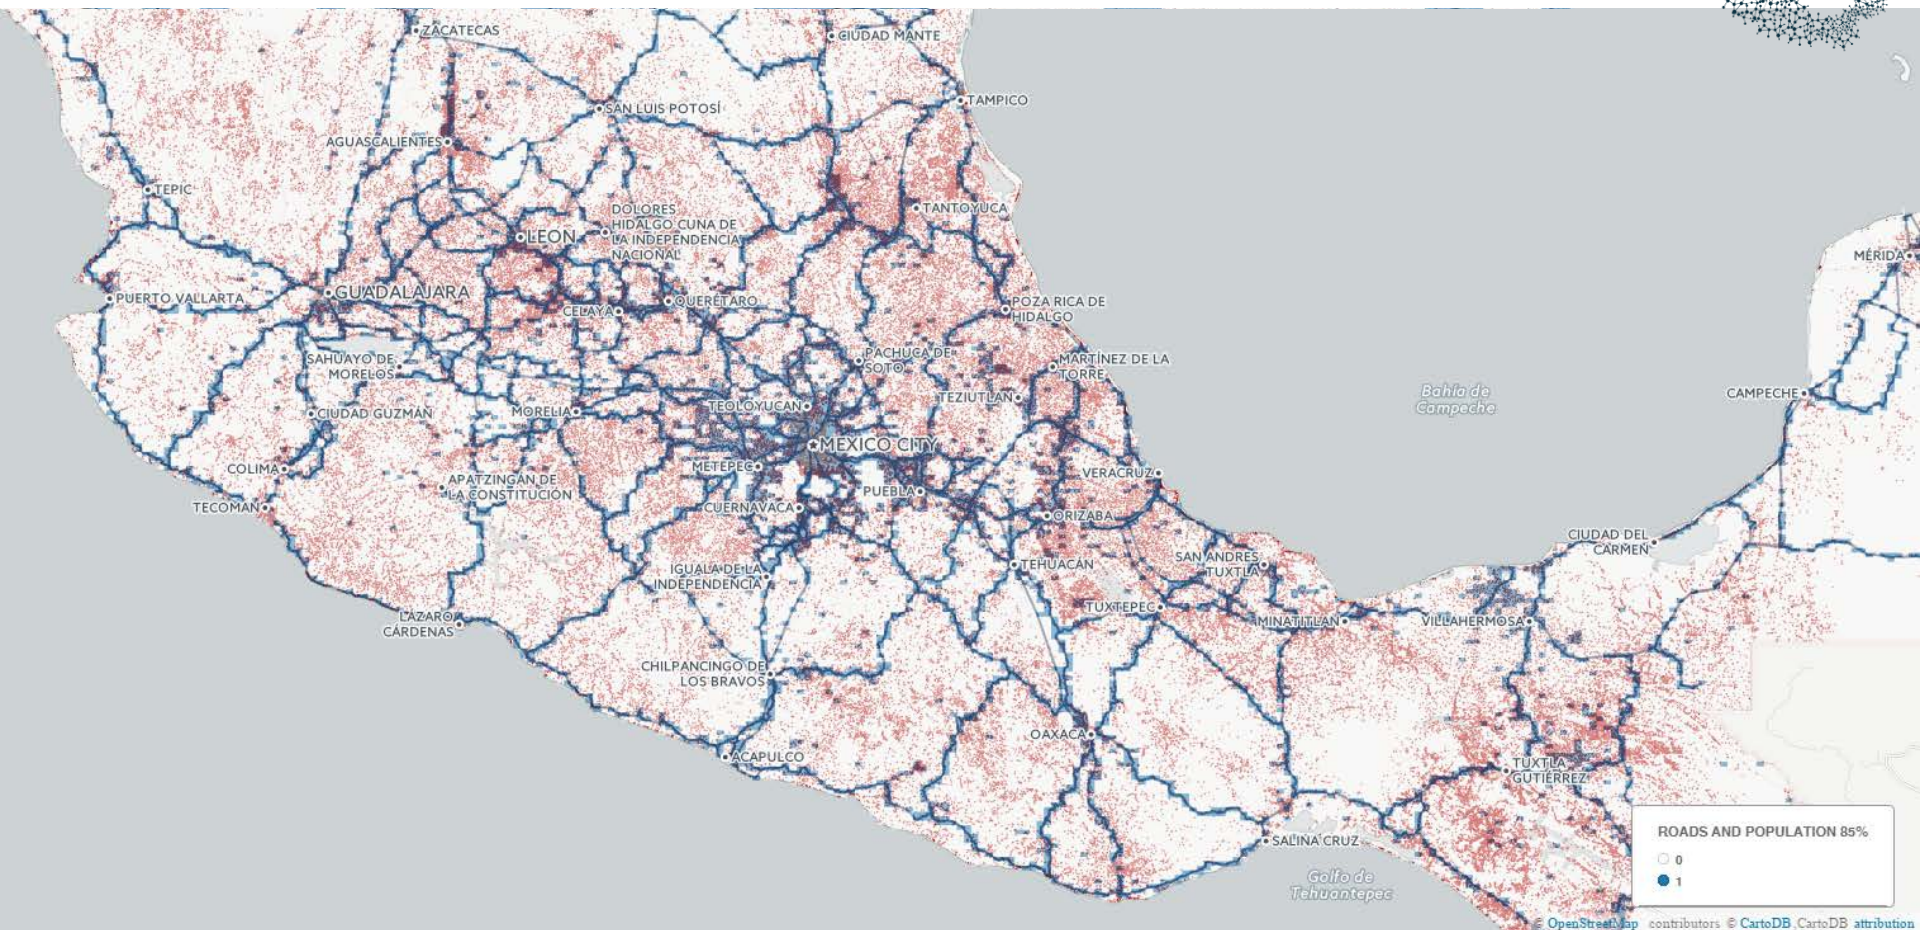 ZACATECAS
CIUDAD MANTE
SAN LUIS POTOSÍ
TAMPICO
AGUASCALIENTES
TEPIC
DOLORES
HIDALGO CUNA DE
LA INDEPENDENCIA
NACIONAL
TANTOYUCA
LEON
MÉRIDA
GUADALAJARA
PUERTO VALLARTA
QUERÉTARO
CELAYA
POZA RICA DE
HIDALGO
SAHUAYO DE
MORELOS
PACHUCA DE
SOTO
MARTÍNEZ DE LA
TORRE
Bahía de
Campeche
CAMPECHE
TEZIUTLAN
TEOLOYUCAN
CIUDAD GUZMÁN
MORELIA
MEXICO CITY
COLIMA
METEPEC
VERACRUZ
APATZINGÁN DE
LA CONSTITUCIÓN
PUEBLA
TECOMAN
CUERNAVACA
ORIZABA
CIUDAD DEL
CARMEN
SAN ANDRES
TUXTLA
TEHUACÁN
IGUALA DE LA
INDEPENDENCIA
TUXTEPEC
LÁZARO
CÁRDENAS
MINATITLAN
VILLAHERMOSA
CHILPANCINGO DE
LOS BRAVOS
OAXACA
ACAPULCO
TUXTLA
GUTIÉRREZ
SALINA CRUZ
Golfo de
Tehuantepec
ROADS AND POPULATION 85%
0
1
© OpenStreetMap contributors © CartoDB, CartoDB attribution